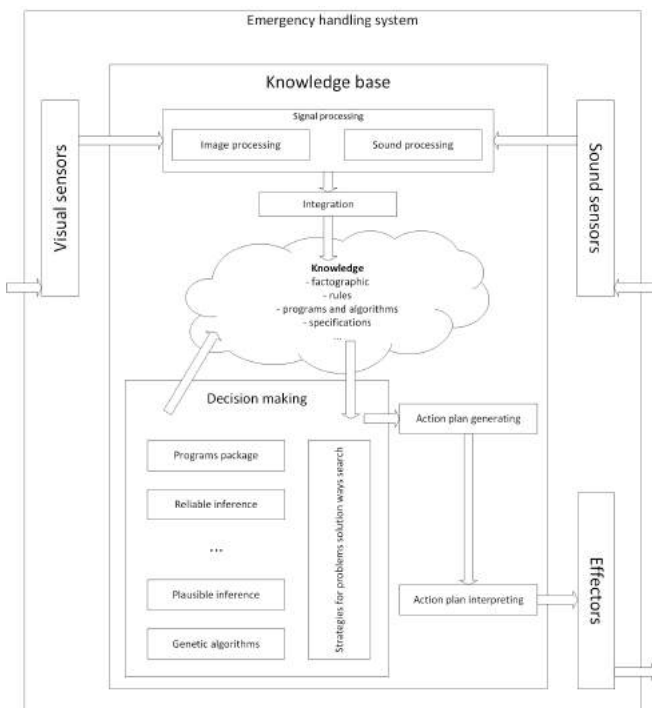 Emergency handling system
Knowledge base
Signal processing
Image processing
Sound processing
Visual sensors
Sound sensors
Integration
Knowledge
- factographic
- rules
- programs and algorithms
- specifications
...
Decision making
Programs package
Reliable inference
...
Plausible inference
Genetic algorithms
Strategies for problems solution ways search
Action plan generating
Action plan interpreting
Effectors